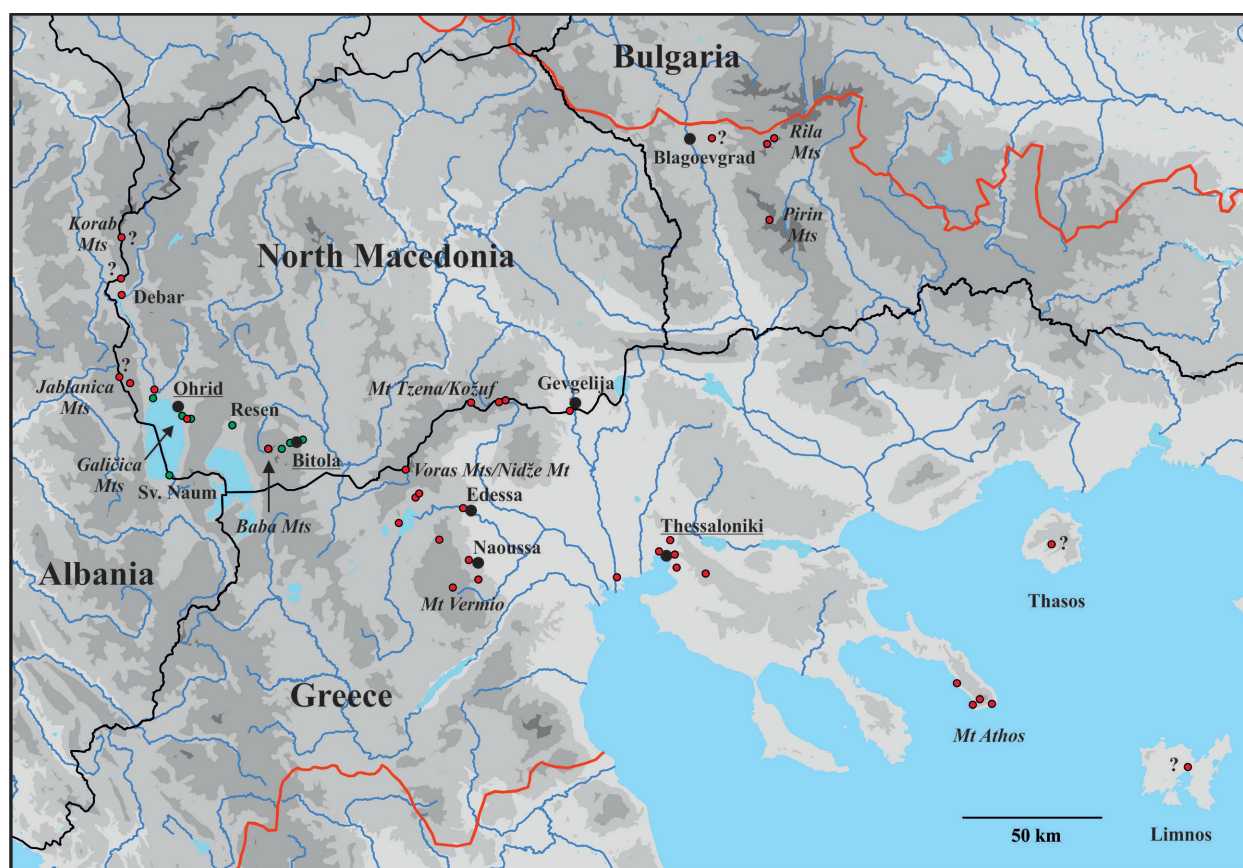 Bulgaria
?
Blagoevgrad
Rila
Mts
Pirin
Mts
Korab
Mts
?
North Macedonia
?
Debar
?
Jablanica
Mts
Ohrid
Resen
Mt Tzena/Kožuf
Gevgelija
Galičica
Mts
Bitola
Sv. Naum
Baba Mts
Voras Mts/Nidže Mt
Edessa
Thessaloniki
Naoussa
?
Albania
Mt Vermio
Thasos
Greece
Mt Athos
?
50 km
Limnos